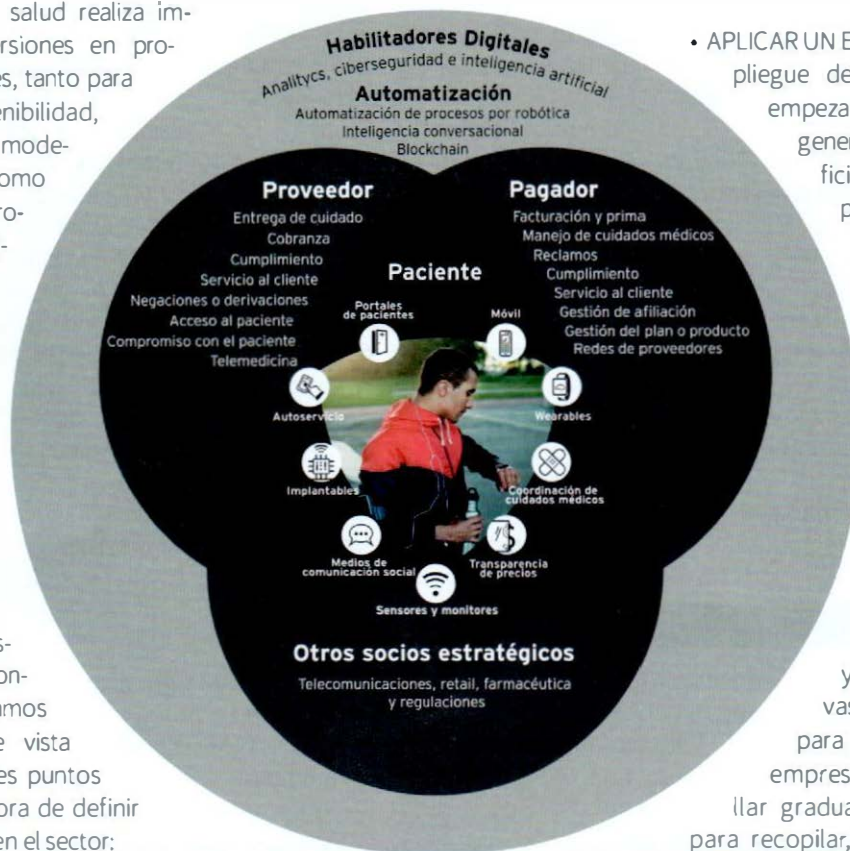 salud realiza im-
rsiones en pro-
s, tanto para
enibilidad,
mode-
omo
ro-
s-
on-
amos
e vista
es puntos
ora de definir
en el sector:
Habilitadores Digitales
Analitycs, ciberseguridad e inteligencia artificial
Automatización
Automatización de procesos por robótica
Inteligencia conversacional
Blockchain
Proveedor
Entrega de cuidado
Cobranza
Cumplimiento
Servicio al cliente
Negaciones o derivaciones
Acceso al paciente
Compromiso con el paciente
Telemedicina
Pagador
Facturación y prima
Manejo de cuidados médicos
Reclamos
Cumplimiento
Servicio al cliente
Gestión de afiliación
Gestión del plan o producto
Redes de proveedores
Paciente
Portales
de pacientes
Móvil
Autoservicio
Wearables
Implantables
Coordinación de
cuidados médicos
Medios de
comunicación social
Transparencia
de precios
Sensores y monitores
Otros socios estratégicos
Telecomunicaciones, retail, farmacéutica
y regulaciones
• APLICAR UN E
pliegue de
empeza
gener
fici
p
y
vas
para
empres
llar gradua
para recopilar,